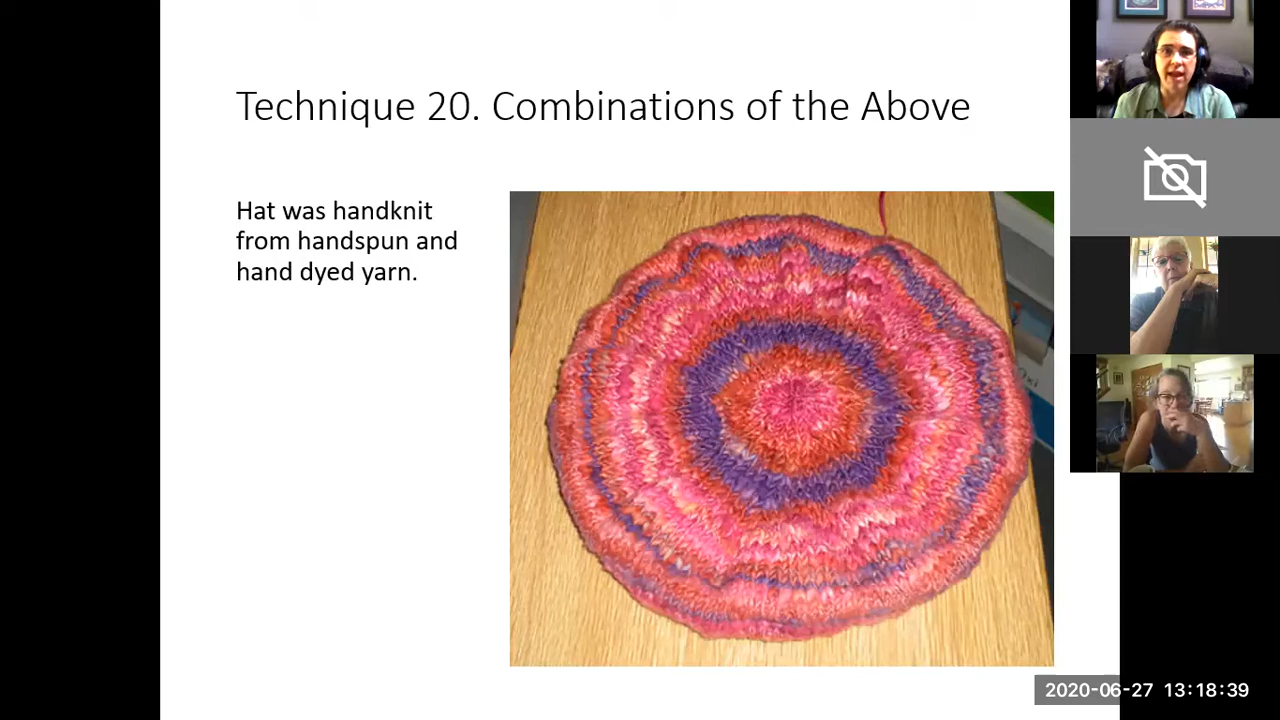 Technique 20. Combinations of the Above
Hat was handknit
from handspun and
hand dyed yarn.
2020-06-27 13:18:39